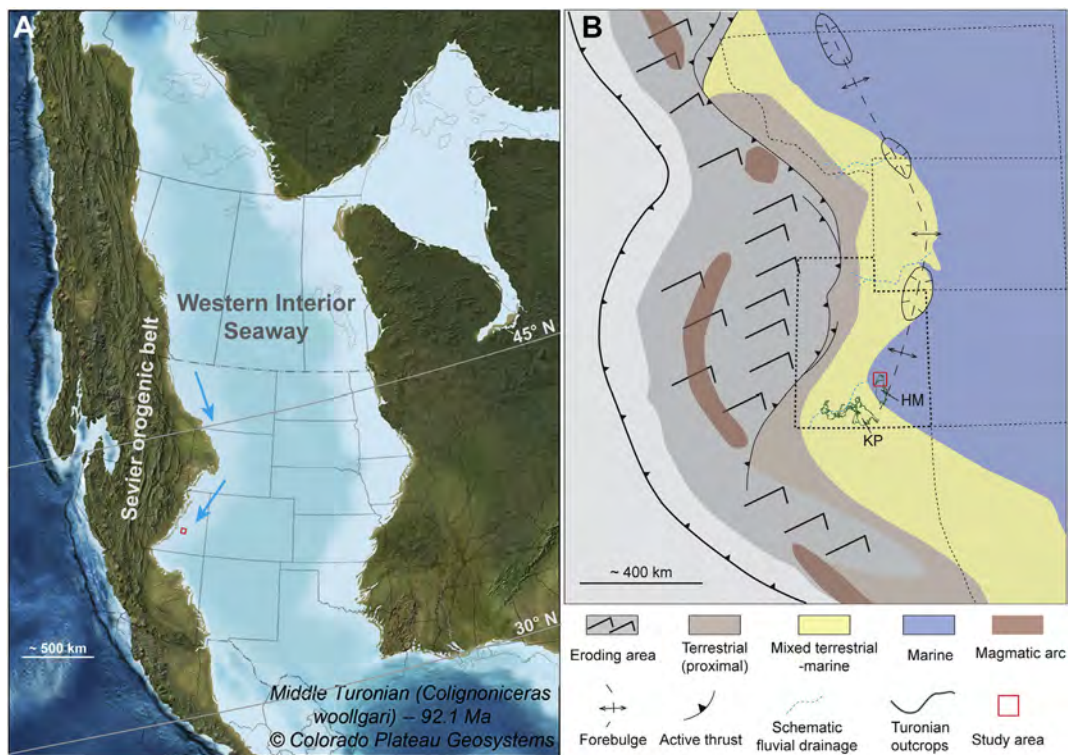 A
Western Interior
Seaway
Sevier orogenic belt
45° N
30° N
~ 500 km
Middle Turonian (Colignoniceras
woollgari) – 92.1 Ma
© Colorado Plateau Geosystems
B
HM
KP
~ 400 km
Eroding area
Terrestrial
(proximal)
Mixed terrestrial
-marine
Marine
Magmatic arc
Forebulge
Active thrust
Schematic
fluvial drainage
Turonian
outcrops
Study area